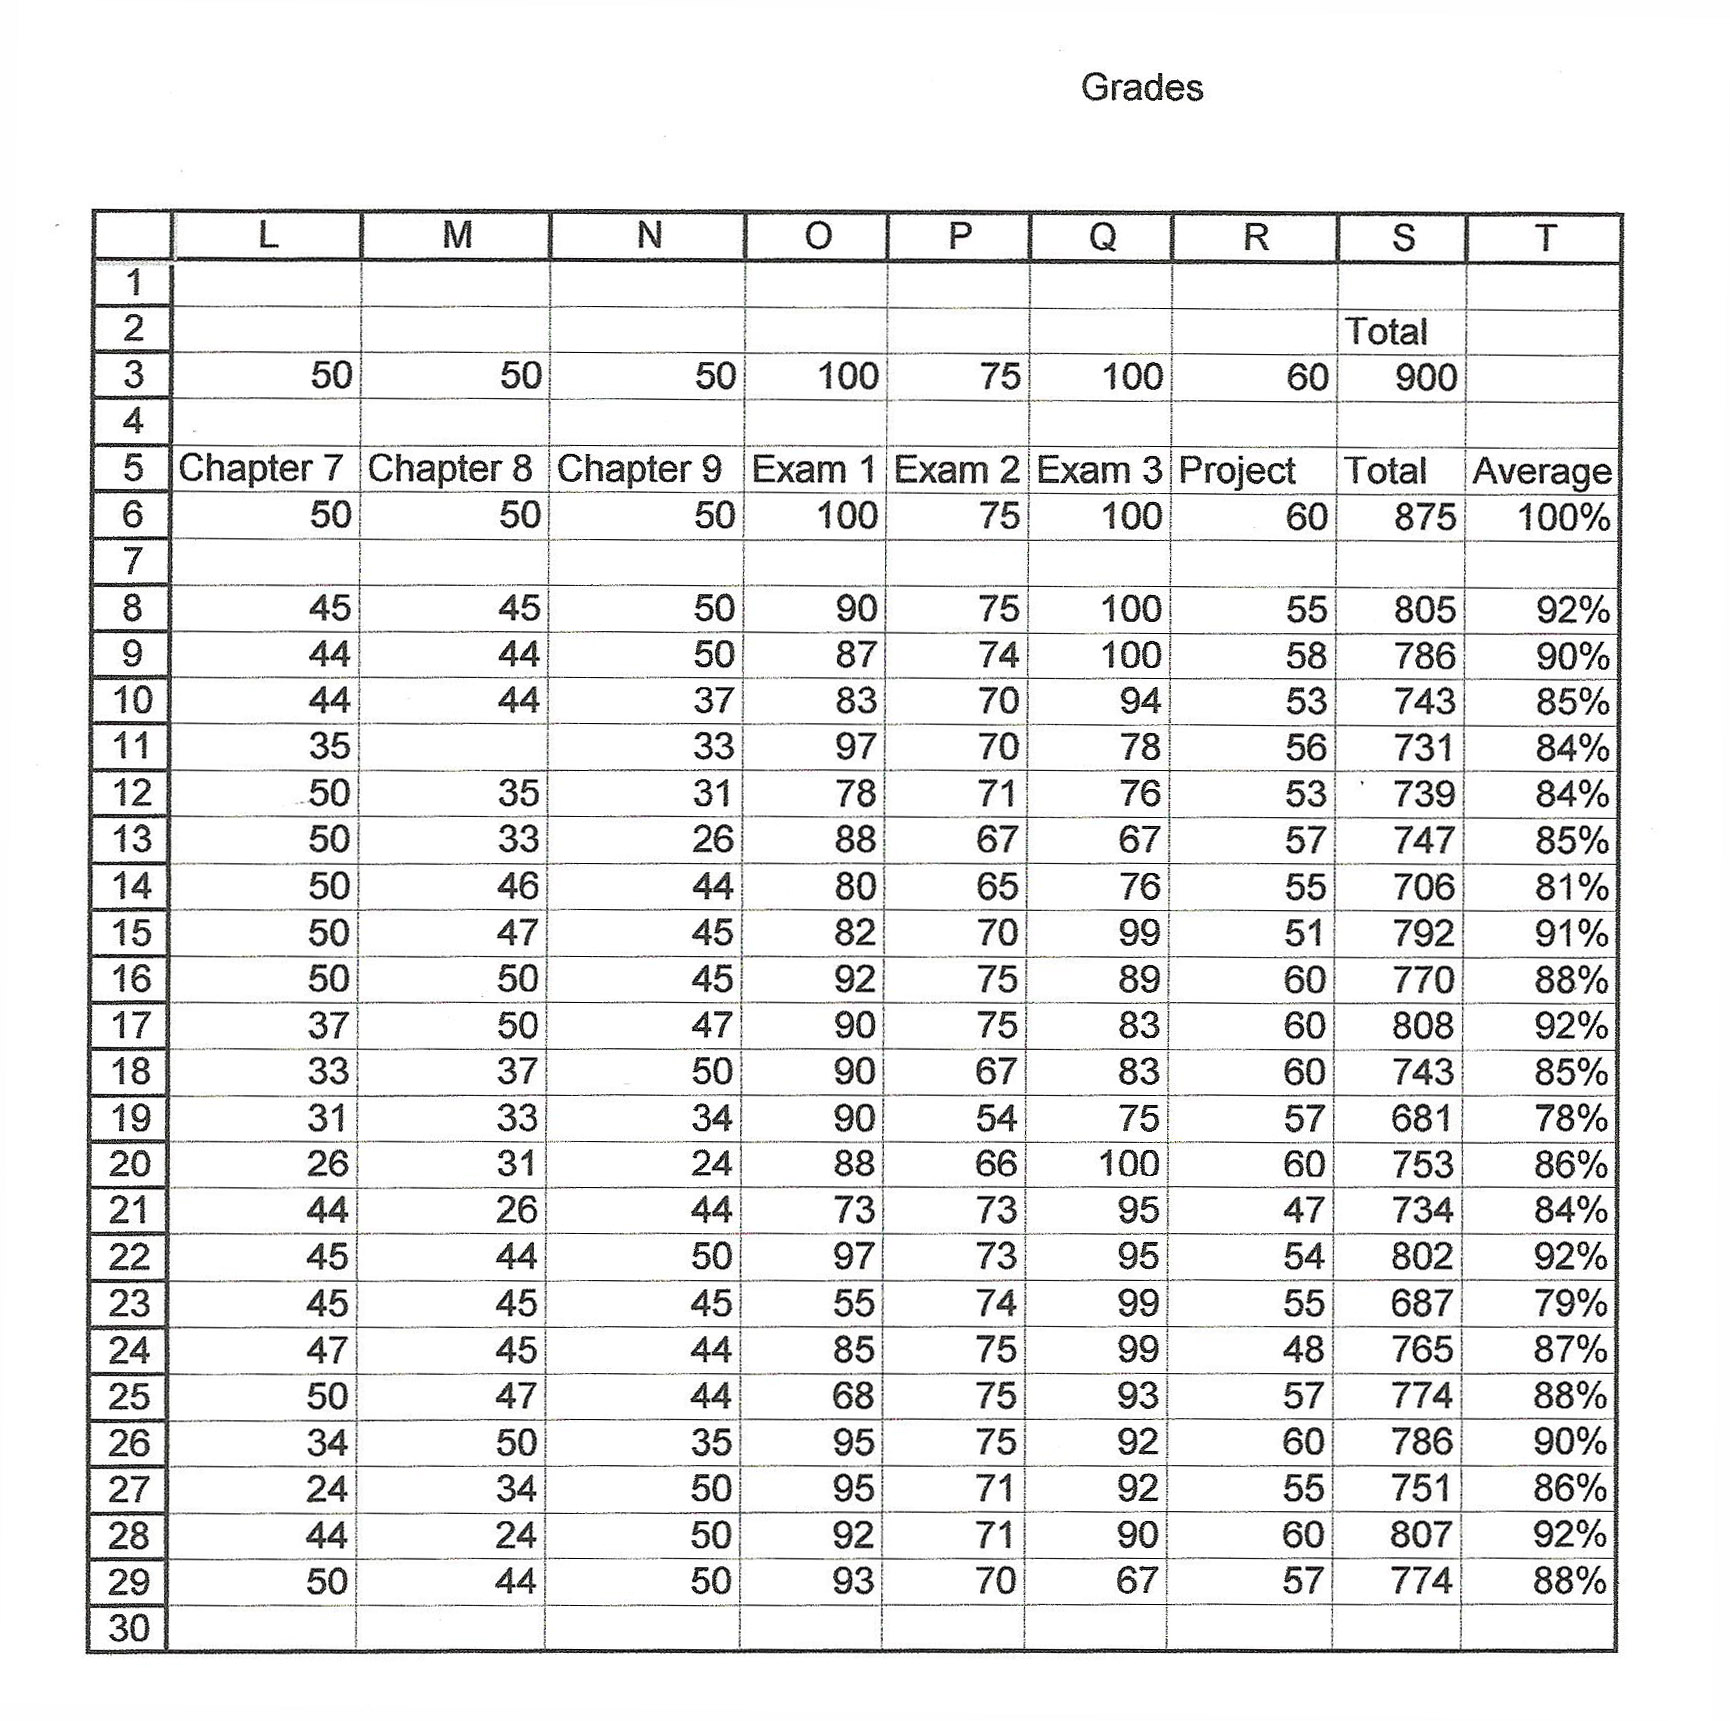 Grades
L M N O P Q R S T
1
2 Total
3 50 50 50 100 75 100 60 900
4
5 Chapter 7 Chapter 8 Chapter 9 Exam 1 Exam 2 Exam 3 Project Total Average
6 50 50 50 100 75 100 60 875 100%
7
8 45 45 50 90 75 100 55 805 92%
9 44 44 50 87 74 100 58 786 90%
10 44 44 37 83 70 94 53 743 85%
11 35 33 97 70 78 56 731 84%
12 50 35 31 78 71 76 53 739 84%
13 50 33 26 88 67 67 57 747 85%
14 50 46 44 80 65 76 55 706 81%
15 50 47 45 82 70 99 51 792 91%
16 50 50 45 92 75 89 60 770 88%
17 37 50 47 90 75 83 60 808 92%
18 33 37 50 90 67 83 60 743 85%
19 31 33 34 90 54 75 57 681 78%
20 26 31 24 88 66 100 60 753 86%
21 44 26 44 73 73 95 47 734 84%
22 45 44 50 97 73 95 54 802 92%
23 45 45 45 55 74 99 55 687 79%
24 47 45 44 85 75 99 48 765 87%
25 50 47 44 68 75 93 57 774 88%
26 34 50 35 95 75 92 60 786 90%
27 24 34 50 95 71 92 55 751 86%
28 44 24 50 92 71 90 60 807 92%
29 50 44 50 93 70 67 57 774 88%
30